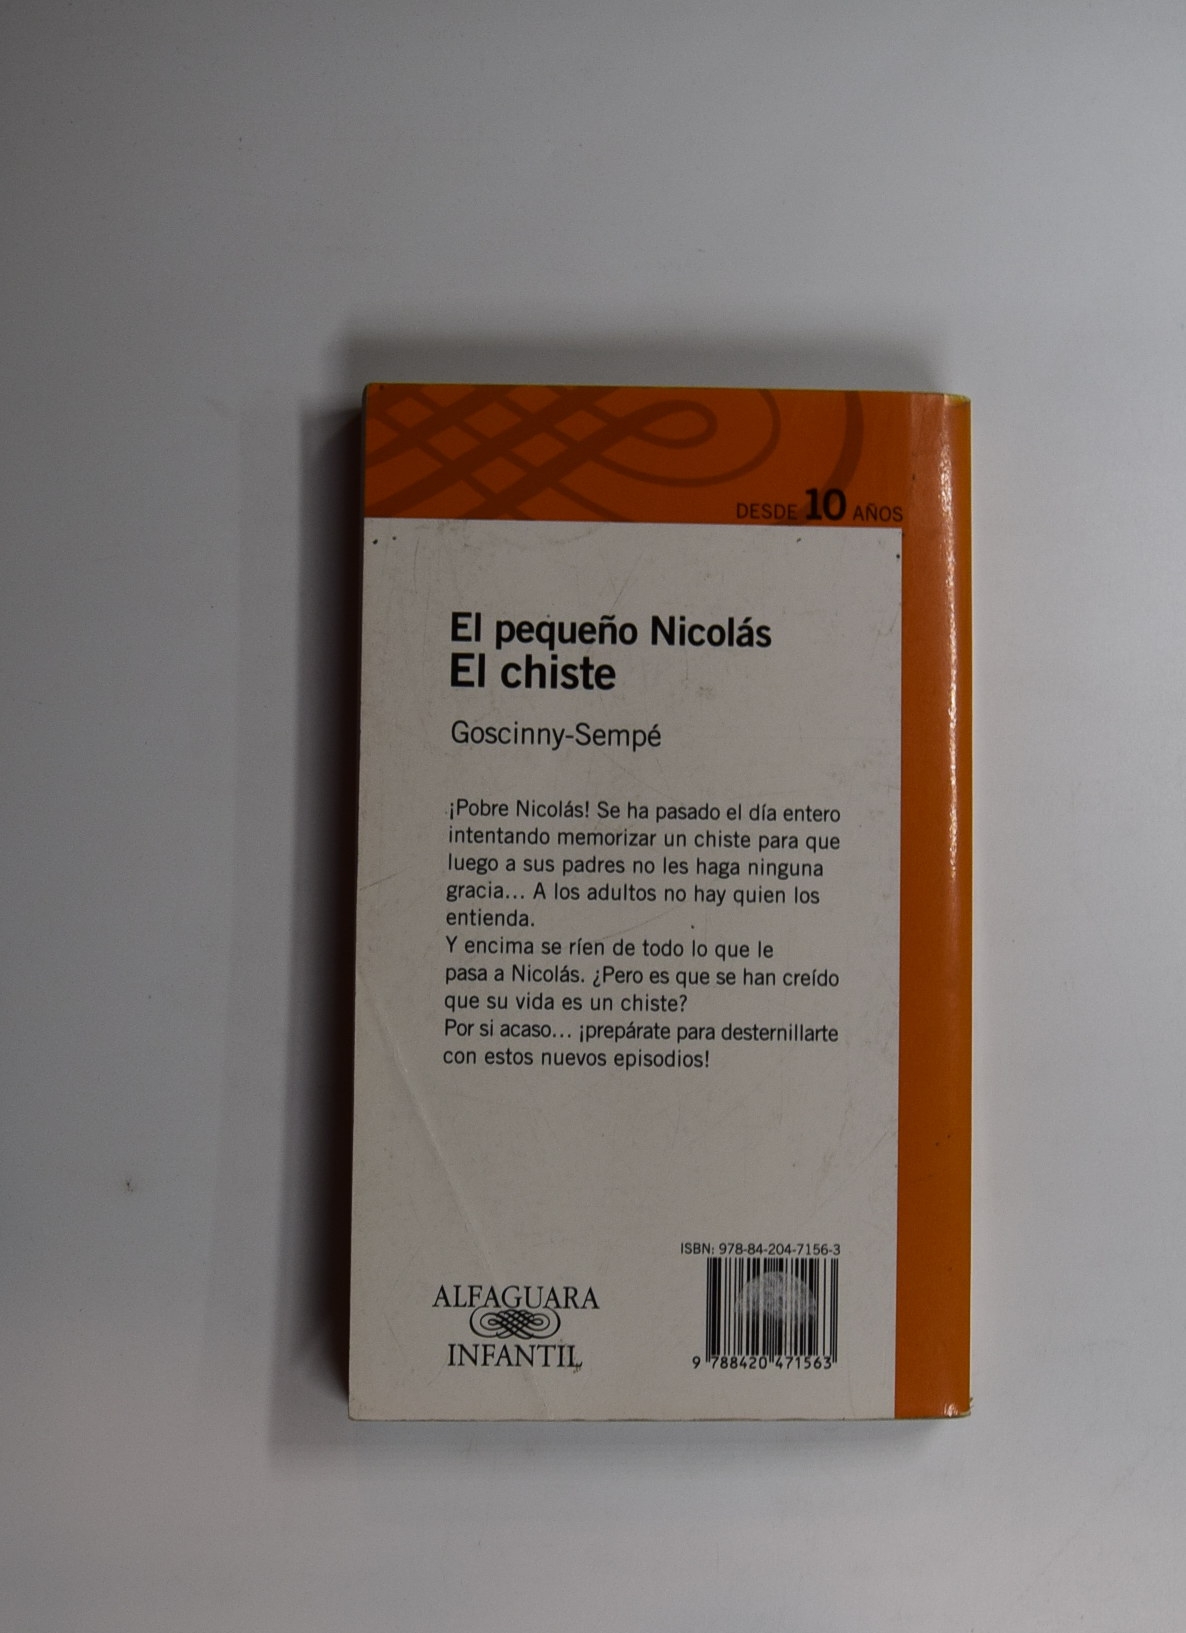 DESDE 10 AÑOS
El pequeño Nicolás
El chiste
Goscinny-Sempé
¡Pobre Nicolás! Se ha pasado el día entero
intentando memorizar un chiste para que
luego a sus padres no les haga ninguna
gracia... A los adultos no hay quien los
entienda.
Y encima se ríen de todo lo que le
pasa a Nicolás. ¿Pero es que se han creído
que su vida es un chiste?
Por si acaso... ¡prepárate para desternillarte
con estos nuevos episodios!
ISBN: 978-84-204-7156-3
9 788420 471563
ALFAGUARA
INFANTIL